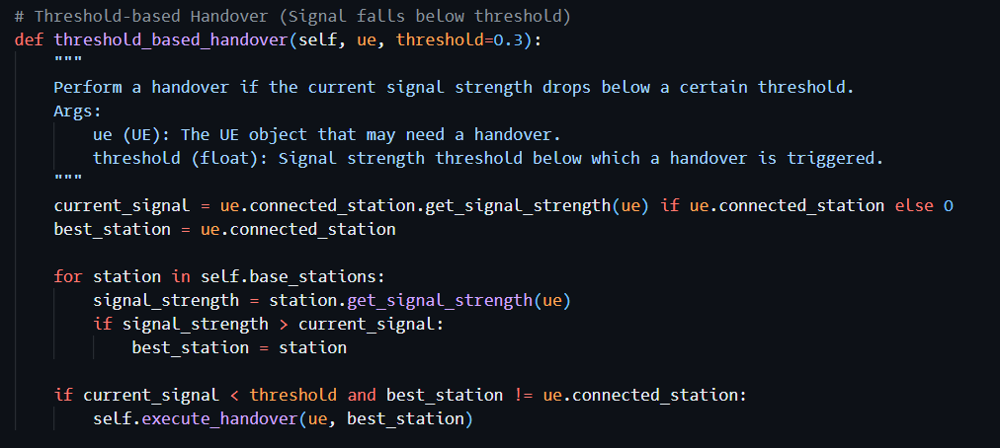 # Threshold-based Handover (Signal falls below threshold)
def threshold_based_handover(self, ue, threshold=0.3):
    """
    Perform a handover if the current signal strength drops below a certain threshold.
    Args:
        ue (UE): The UE object that may need a handover.
        threshold (float): Signal strength threshold below which a handover is triggered.
    """
    current_signal = ue.connected_station.get_signal_strength(ue) if ue.connected_station else 0
    best_station = ue.connected_station

    for station in self.base_stations:
        signal_strength = station.get_signal_strength(ue)
        if signal_strength > current_signal:
            best_station = station

    if current_signal < threshold and best_station != ue.connected_station:
        self.execute_handover(ue, best_station)